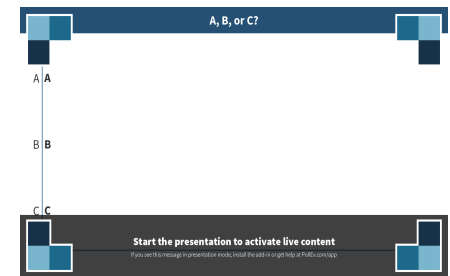 A, B, or C?
A A
B B
C C
Start the presentation to activate live content
If you see this message in presentation mode, install the add-in or get help at PollEv.com/app